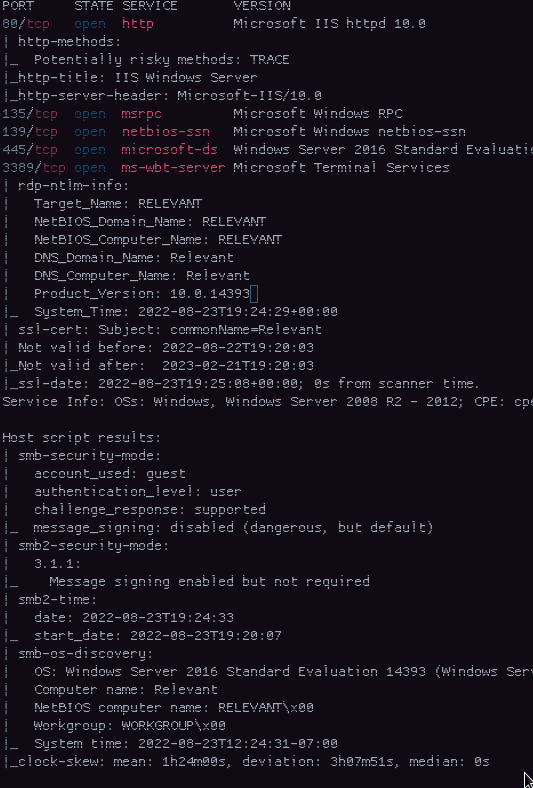 PORT     STATE SERVICE       VERSION
80/tcp   open  http          Microsoft IIS httpd 10.0
| http-methods:
|_  Potentially risky methods: TRACE
|_http-title: IIS Windows Server
|_http-server-header: Microsoft-IIS/10.0
135/tcp  open  msrpc         Microsoft Windows RPC
139/tcp  open  netbios-ssn   Microsoft Windows netbios-ssn
445/tcp  open  microsoft-ds  Windows Server 2016 Standard Evaluatio
3389/tcp open  ms-wbt-server Microsoft Terminal Services
| rdp-ntlm-info:
|   Target_Name: RELEVANT
|   NetBIOS_Domain_Name: RELEVANT
|   NetBIOS_Computer_Name: RELEVANT
|   DNS_Domain_Name: Relevant
|   DNS_Computer_Name: Relevant
|   Product_Version: 10.0.14393
|_  System_Time: 2022-08-23T19:24:29+00:00
| ssl-cert: Subject: commonName=Relevant
| Not valid before: 2022-08-22T19:20:03
|_Not valid after:  2023-02-21T19:20:03
|_ssl-date: 2022-08-23T19:25:08+00:00; 0s from scanner time.
Service Info: OSs: Windows, Windows Server 2008 R2 - 2012; CPE: cpe

Host script results:
| smb-security-mode:
|   account_used: guest
|   authentication_level: user
|   challenge_response: supported
|_  message_signing: disabled (dangerous, but default)
| smb2-security-mode:
|   3.1.1:
|_    Message signing enabled but not required
| smb2-time:
|   date: 2022-08-23T19:24:33
|_  start_date: 2022-08-23T19:20:07
| smb-os-discovery:
|   OS: Windows Server 2016 Standard Evaluation 14393 (Windows Serv
|   Computer name: Relevant
|   NetBIOS computer name: RELEVANT\x00
|   Workgroup: WORKGROUP\x00
|_  System time: 2022-08-23T12:24:31-07:00
|_clock-skew: mean: 1h24m00s, deviation: 3h07m51s, median: 0s